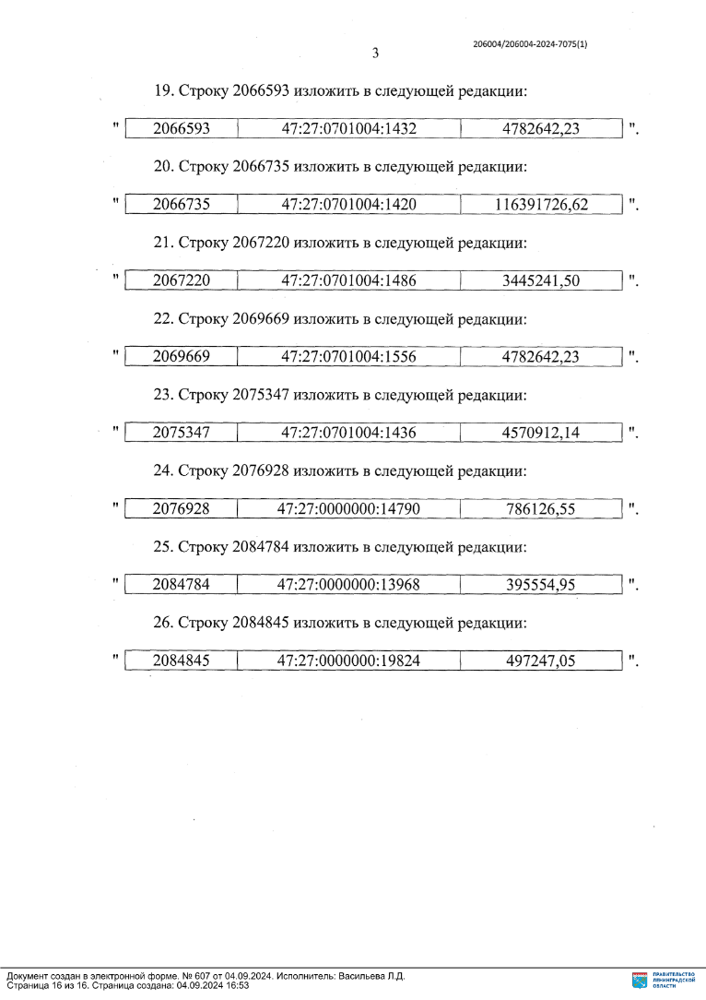 206004/206004-2024-7075(1)
3
19. Строку 2066593 изложить в следующей редакции:
" 2066593 47:27:0701004:1432 4782642,23 ".
20. Строку 2066735 изложить в следующей редакции:
" 2066735 47:27:0701004:1420 116391726,62 ".
21. Строку 2067220 изложить в следующей редакции:
" 2067220 47:27:0701004:1486 3445241,50 ".
22. Строку 2069669 изложить в следующей редакции:
" 2069669 47:27:0701004:1556 4782642,23 ".
23. Строку 2075347 изложить в следующей редакции:
" 2075347 47:27:0701004:1436 4570912,14 ".
24. Строку 2076928 изложить в следующей редакции:
" 2076928 47:27:0000000:14790 786126,55 ".
25. Строку 2084784 изложить в следующей редакции:
" 2084784 47:27:0000000:13968 395554,95 ".
26. Строку 2084845 изложить в следующей редакции:
" 2084845 47:27:0000000:19824 497247,05 ".
Документ создан в электронной форме. № 607 от 04.09.2024. Исполнитель: Васильева Л.Д.
Страница 16 из 16. Страница создана: 04.09.2024 16:53
ПРАВИТЕЛЬСТВО
ЛЕНИНГРАДСКОЙ
ОБЛАСТИ